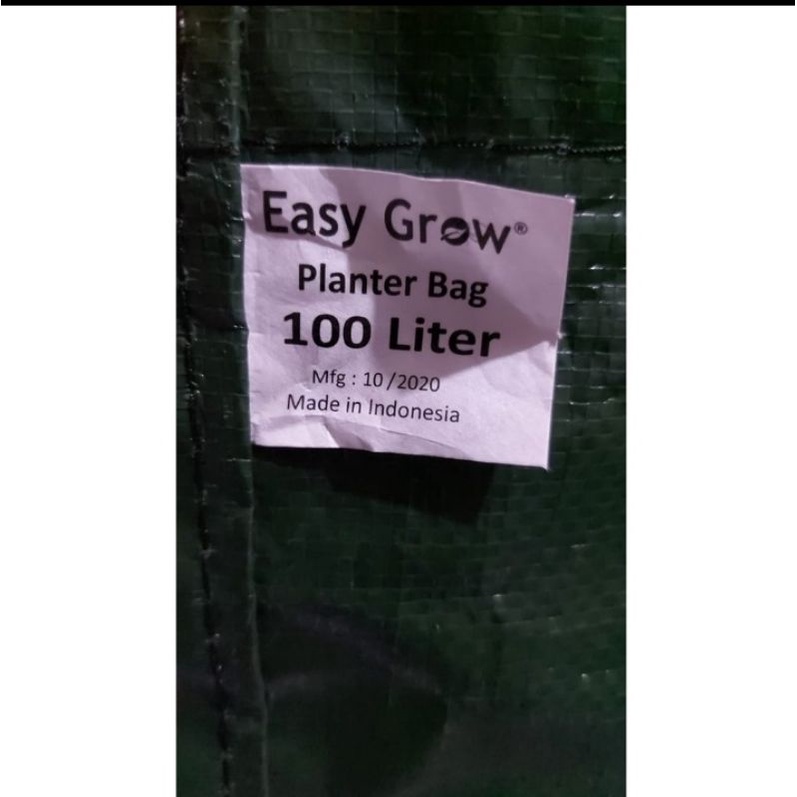 Easy Grow®
Planter Bag
100 Liter
Mfg : 10/2020
Made in Indonesia